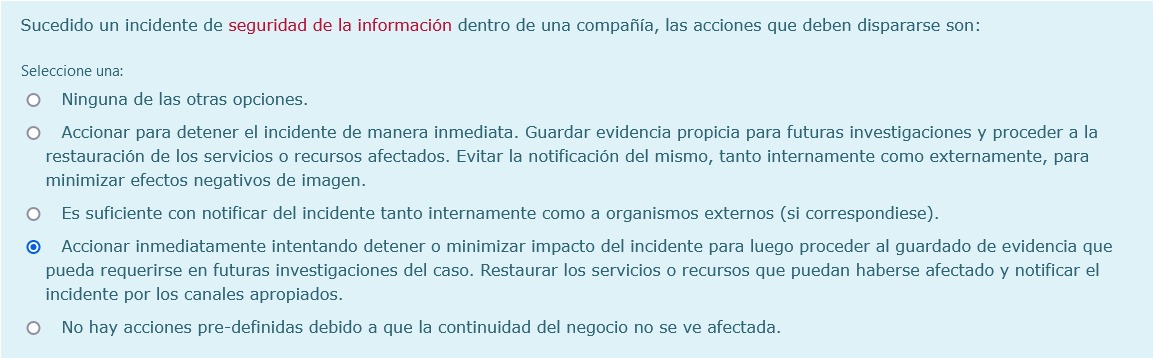 Sucedido un incidente de seguridad de la información dentro de una compañía, las acciones que deben dispararse son:
Seleccione una:
Ninguna de las otras opciones.
Accionar para detener el incidente de manera inmediata. Guardar evidencia propicia para futuras investigaciones y proceder a la
restauración de los servicios o recursos afectados. Evitar la notificación del mismo, tanto internamente como externamente, para
minimizar efectos negativos de imagen.
Es suficiente con notificar del incidente tanto internamente como a organismos externos (si correspondiese).
Accionar inmediatamente intentando detener o minimizar impacto del incidente para luego proceder al guardado de evidencia que
pueda requerirse en futuras investigaciones del caso. Restaurar los servicios o recursos que puedan haberse afectado y notificar el
incidente por los canales apropiados.
No hay acciones pre-definidas debido a que la continuidad del negocio no se ve afectada.